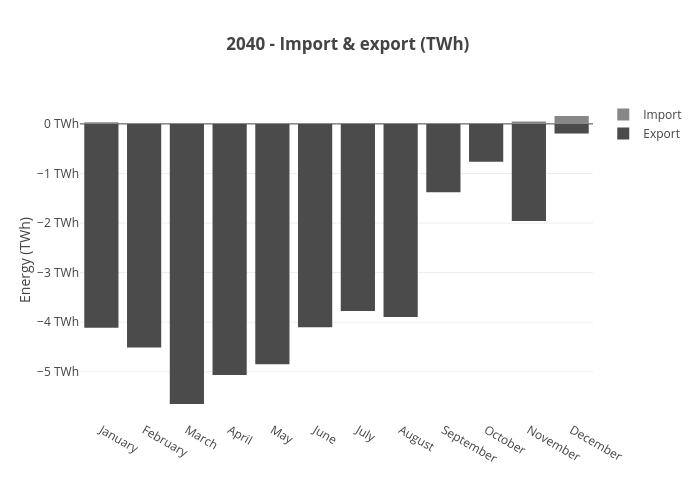 2040 - Import & export (TWh)
Import
Export
Energy (TWh)
0 TWh
−1 TWh
−2 TWh
−3 TWh
−4 TWh
−5 TWh
January
February
March
April
May
June
July
August
September
October
November
December